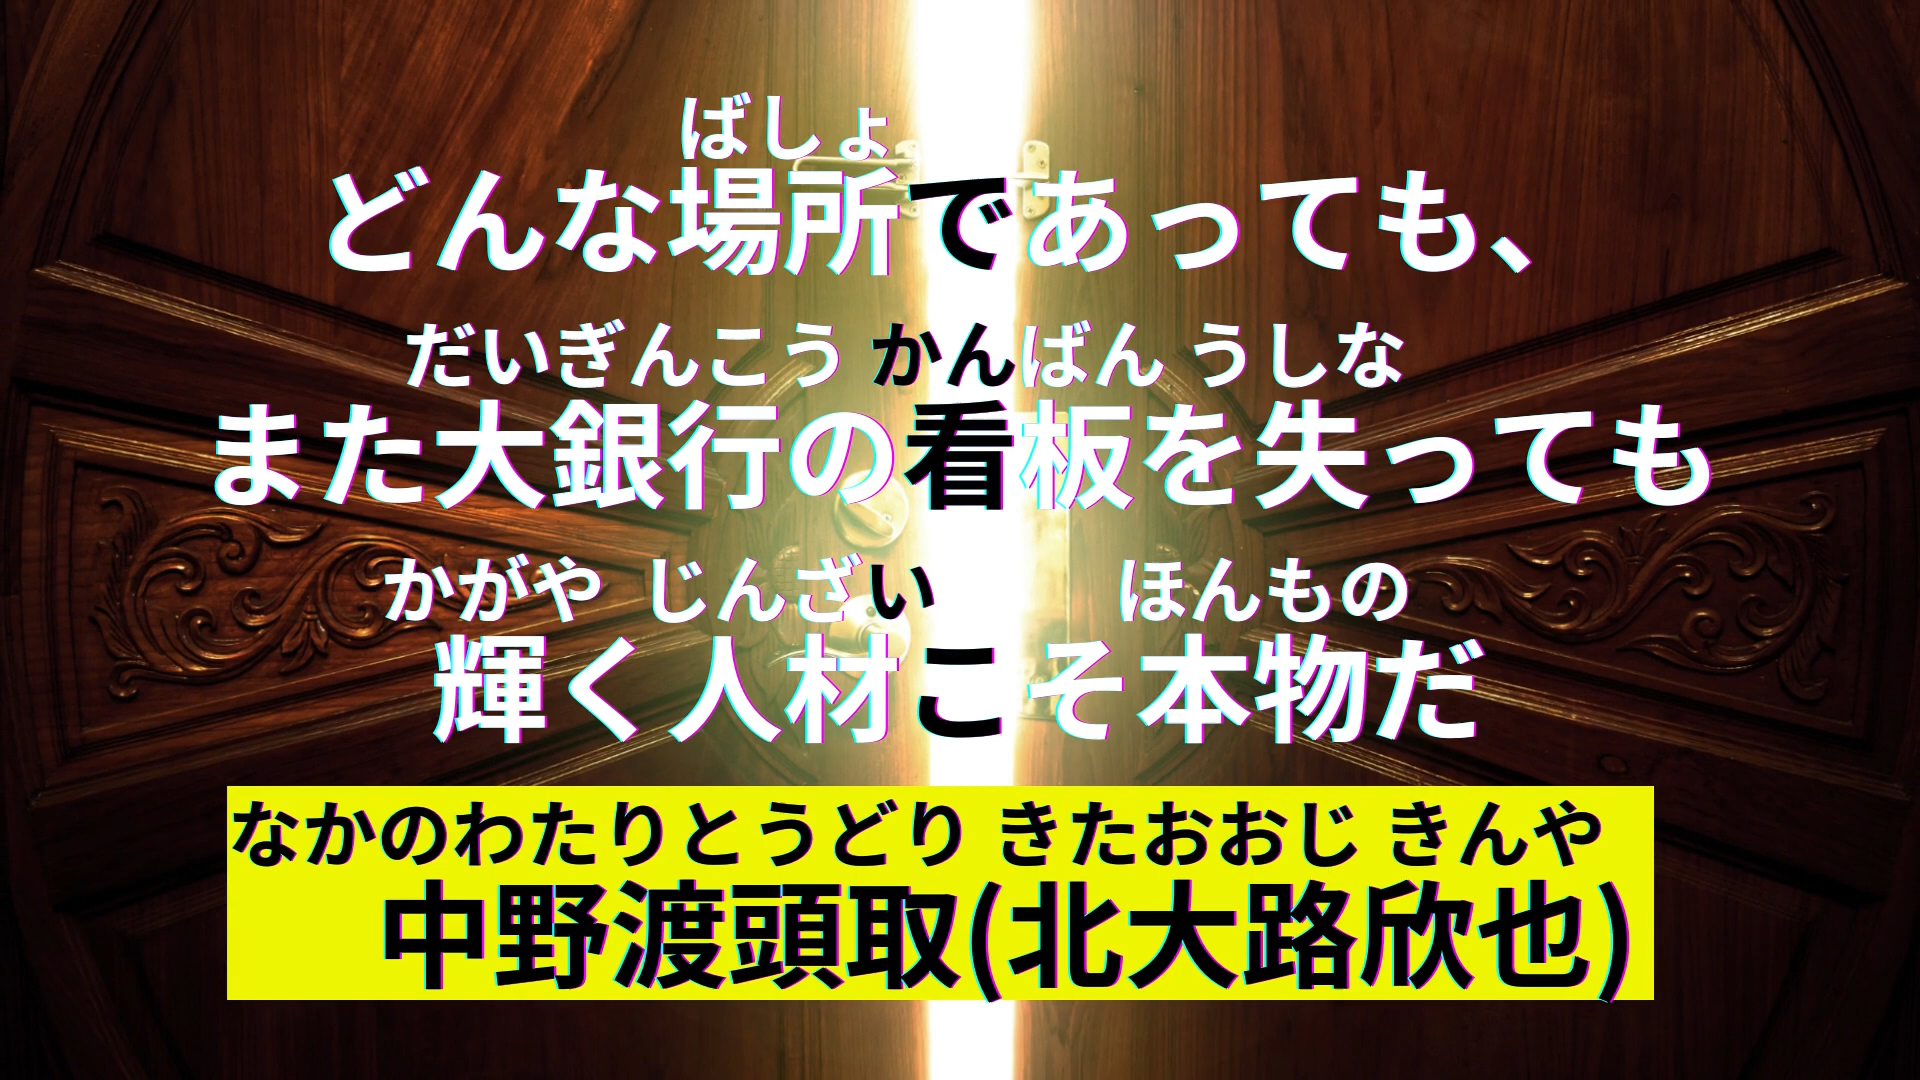 ばしょ
どんな場所であっても、
だいぎんこう かんばん うしな
また大銀行の看板を失っても
かがや じんざい ほんもの
輝く人材こそ本物だ
なかのわたりとうどり きたおおじ きんや
中野渡頭取(北大路欣也)